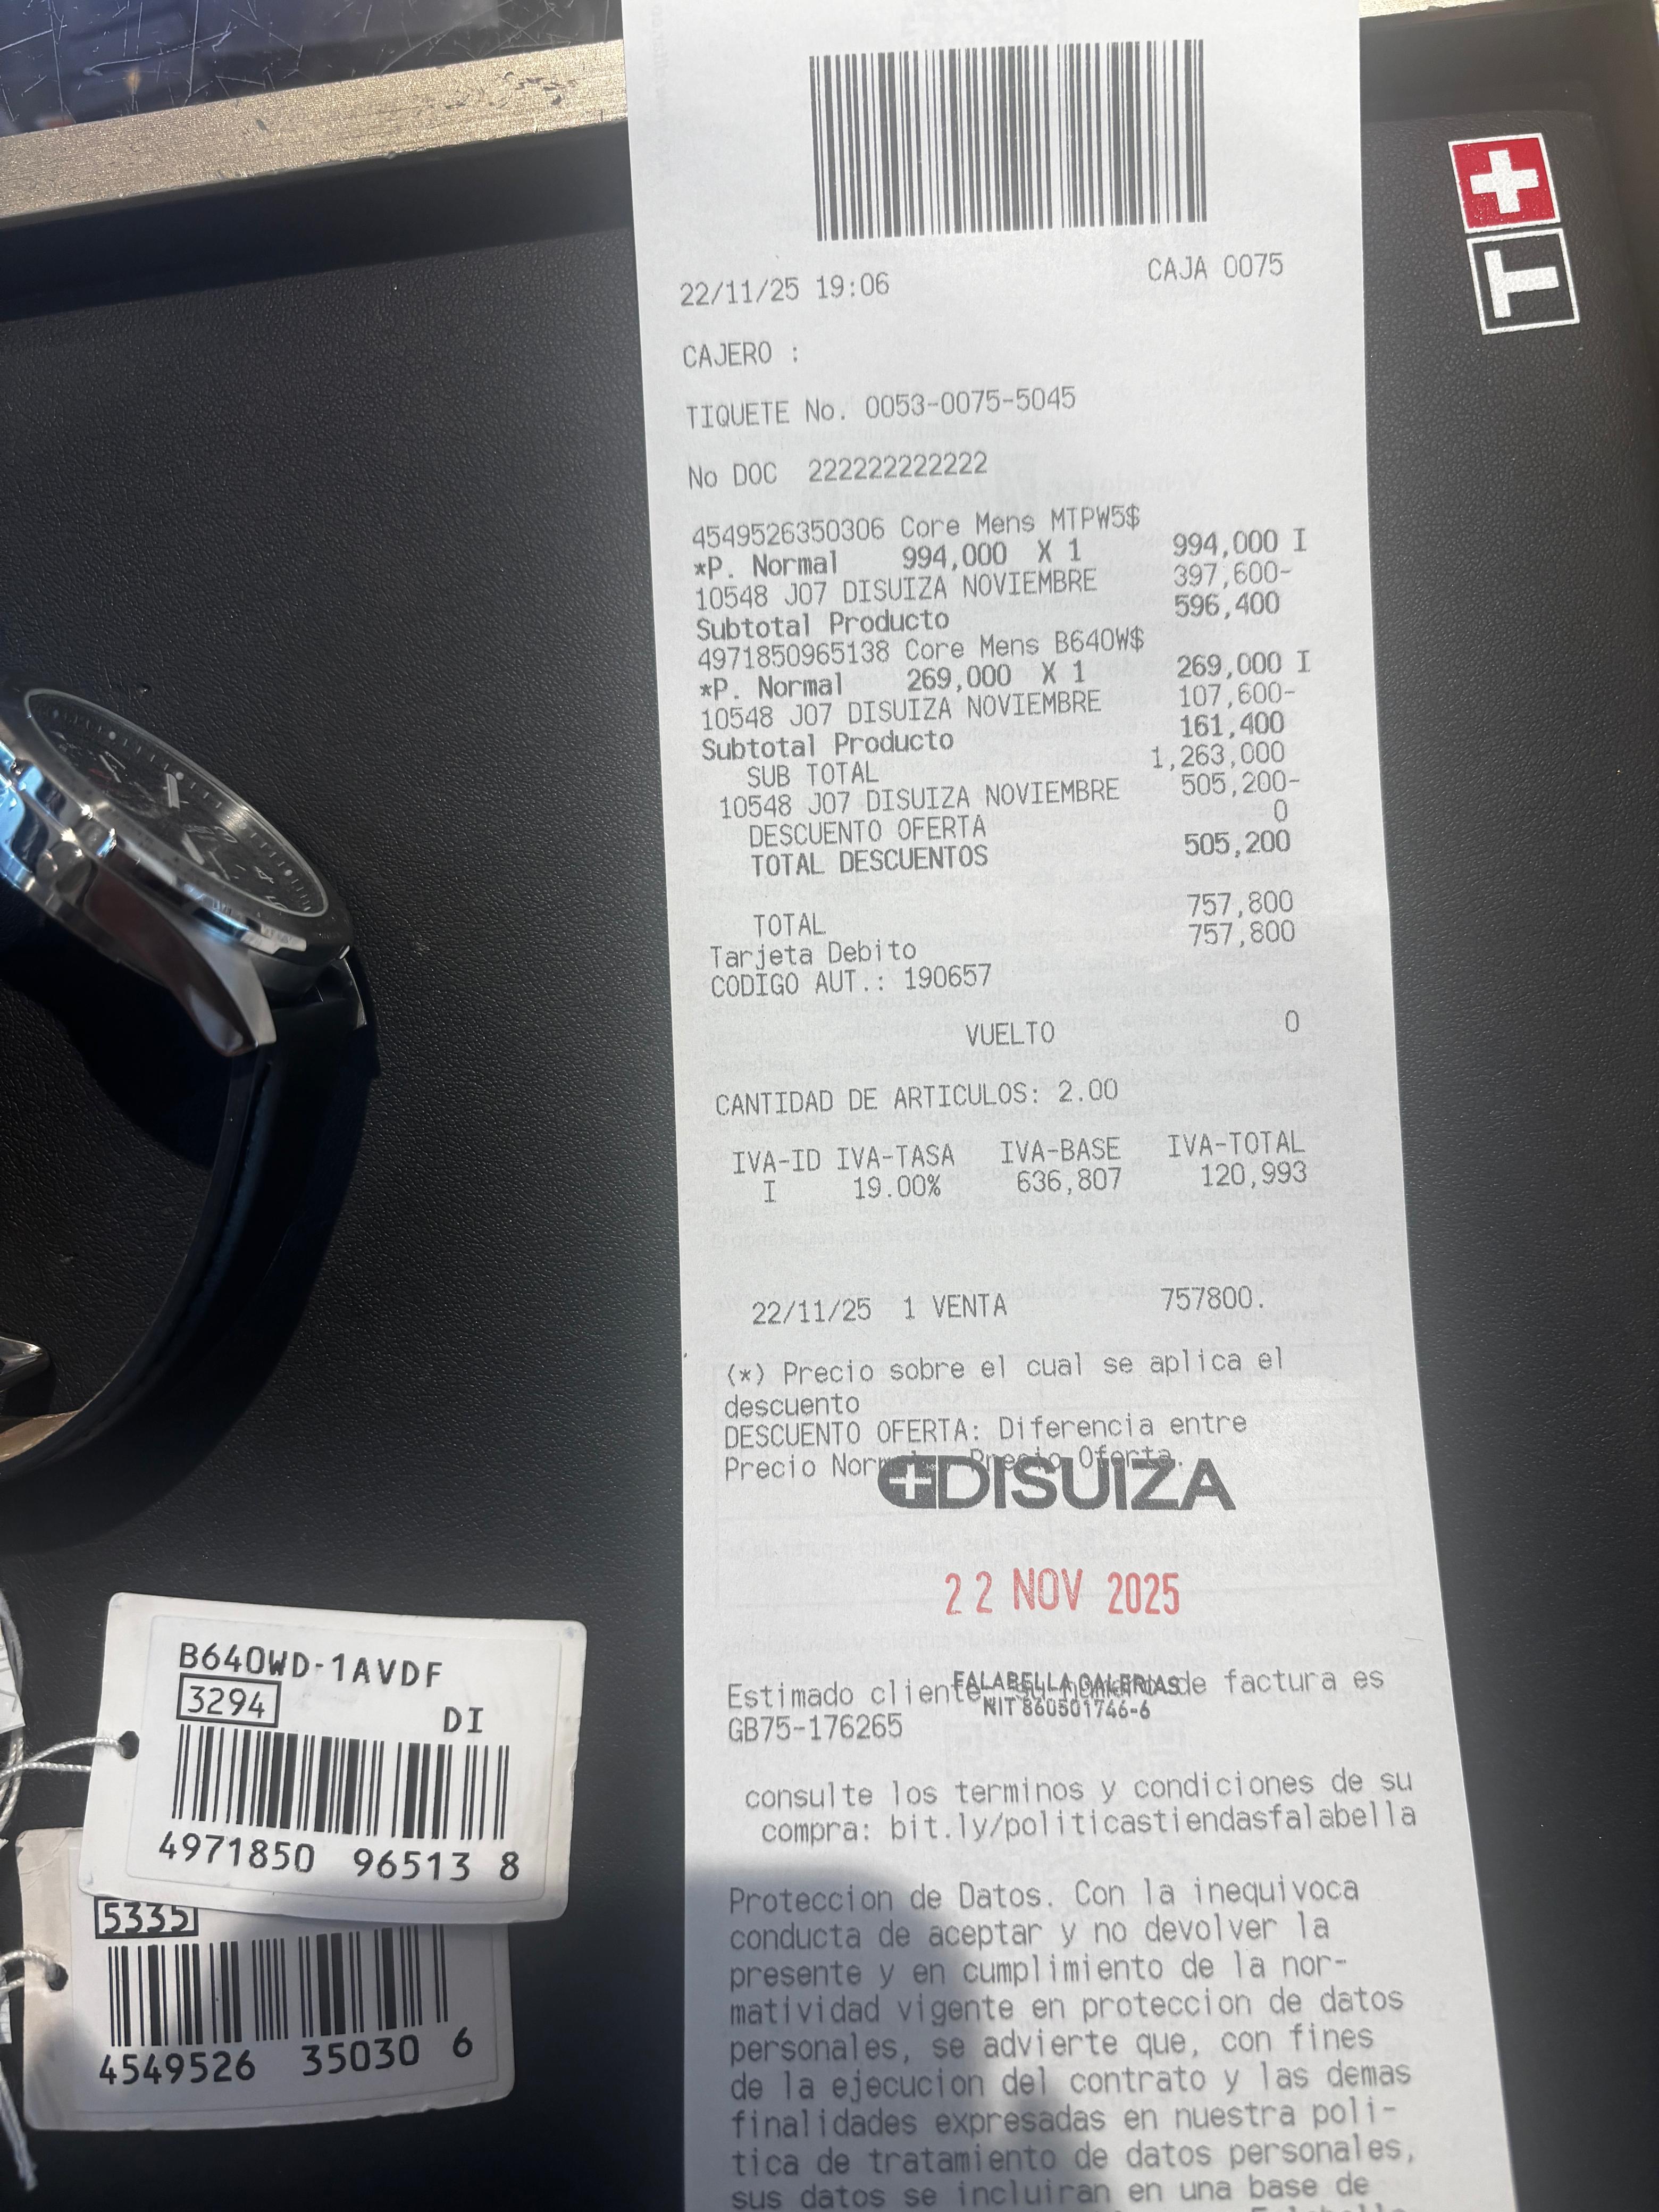 22/11/25 19:06 CAJA 0075
CAJERO :
TIQUETE No. 0053-0075-5045
No DOC 222222222222
4549526350306 Core Mens MTPW5$
*P. Normal 994,000 X 1 994,000 I
10548 J07 DISUIZA NOVIEMBRE 397,600-
Subtotal Producto 596,400
4971850965138 Core Mens B640W$
*P. Normal 269,000 X 1 269,000 I
10548 J07 DISUIZA NOVIEMBRE 107,600-
Subtotal Producto 161,400
SUB TOTAL 1,263,000
10548 J07 DISUIZA NOVIEMBRE 505,200-
DESCUENTO OFERTA 0
TOTAL DESCUENTOS 505,200
TOTAL 757,800
Tarjeta Debito 757,800
CODIGO AUT.: 190657
VUELTO 0
CANTIDAD DE ARTICULOS: 2.00
IVA-ID IVA-TASA IVA-BASE IVA-TOTAL
I 19.00% 636,807 120,993
22/11/25 1 VENTA 757800.
(*) Precio sobre el cual se aplica el
descuento
DESCUENTO OFERTA: Diferencia entre
Precio Normal - Precio Oferta.
DISUIZA
22 NOV 2025
FALABELLA GALERIAS
NIT 860501746-6
Estimado cliente de factura es
GB75-176265
consulte los terminos y condiciones de su
compra: bit.ly/politicastiendasfalabella
Proteccion de Datos. Con la inequivoca
conducta de aceptar y no devolver la
presente y en cumplimiento de la nor-
matividad vigente en proteccion de datos
personales, se advierte que, con fines
de la ejecucion del contrato y las demas
finalidades expresadas en nuestra poli-
tica de tratamiento de datos personales,
sus datos se incluiran en una base de
T
B640WD-1AVDF
3294
DI
4971850 96513 8
5335
4549526 35030 6